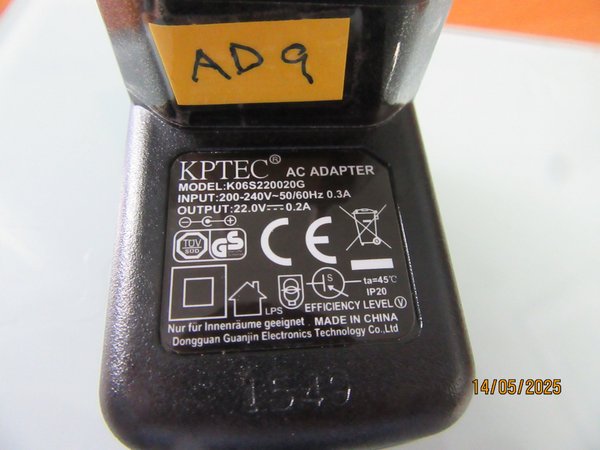 AD9
KPTEC® AC ADAPTER
MODEL:K06S220020G
INPUT:200-240V~50/60Hz 0.3A
OUTPUT:22.0V⎓0.2A
TÜV
SÜD
GS
CE
S
ta=45℃
IP20
LPS
EFFICIENCY LEVEL Ⓥ
Nur für Innenräume geeignet . MADE IN CHINA
Dongguan Guanjin Electronics Technology Co.,Ltd
1549
14/05/2025